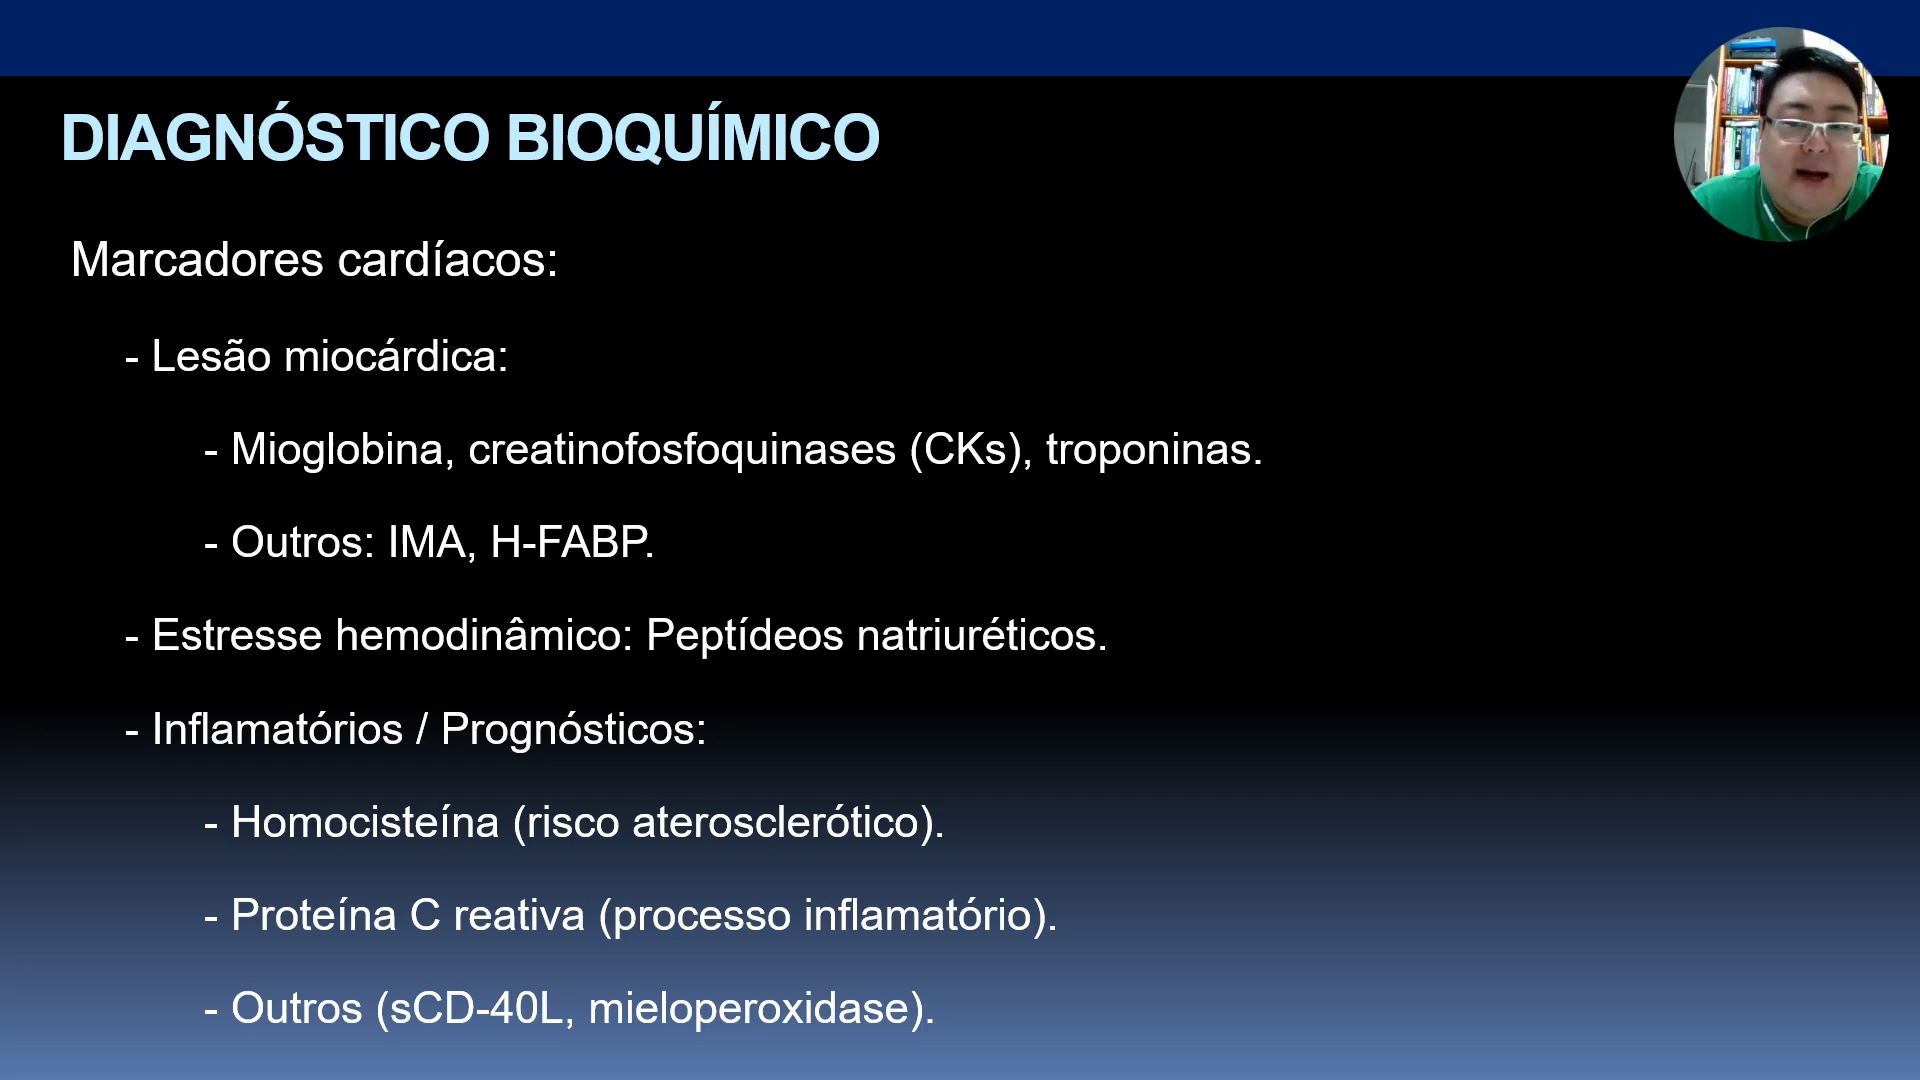 DIAGNÓSTICO BIOQUÍMICO
Marcadores cardíacos:
- Lesão miocárdica:
- Mioglobina, creatinofosfoquinases (CKs), troponinas.
- Outros: IMA, H-FABP.
- Estresse hemodinâmico: Peptídeos natriuréticos.
- Inflamatórios / Prognósticos:
- Homocisteína (risco aterosclerótico).
- Proteína C reativa (processo inflamatório).
- Outros (sCD-40L, mieloperoxidase).